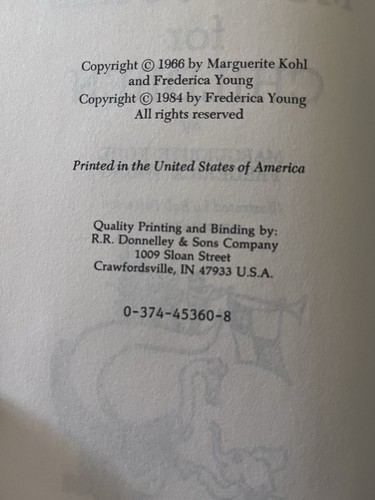 Copyright © 1966 by Marguerite Kohl
and Frederica Young
Copyright © 1984 by Frederica Young
All rights reserved
Printed in the United States of America
Quality Printing and Binding by:
R.R. Donnelley & Sons Company
1009 Sloan Street
Crawfordsville, IN 47933 U.S.A.
0-374-45360-8